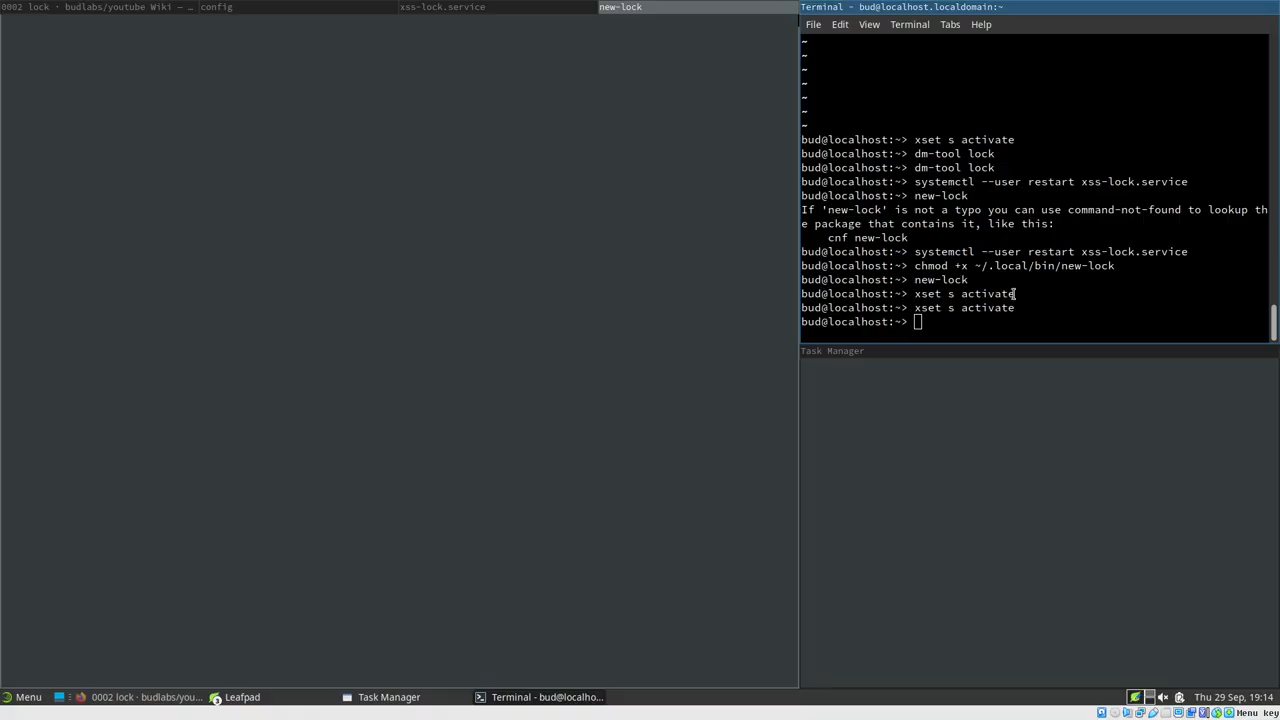 0002 lock · budlabs/youtube Wiki — …
config
xss-lock.service
new-lock
Terminal - bud@localhost.localdomain:~
File Edit View Terminal Tabs Help
~
~
~
~
~
~
~
bud@localhost:~> xset s activate
bud@localhost:~> dm-tool lock
bud@localhost:~> dm-tool lock
bud@localhost:~> systemctl --user restart xss-lock.service
bud@localhost:~> new-lock
If 'new-lock' is not a typo you can use command-not-found to lookup th
e package that contains it, like this:
    cnf new-lock
bud@localhost:~> systemctl --user restart xss-lock.service
bud@localhost:~> chmod +x ~/.local/bin/new-lock
bud@localhost:~> new-lock
bud@localhost:~> xset s activate
bud@localhost:~> xset s activate
bud@localhost:~>
Task Manager
Menu
0002 lock · budlabs/you...
Leafpad
Task Manager
Terminal - bud@localho...
Thu 29 Sep, 19:14
Menu key